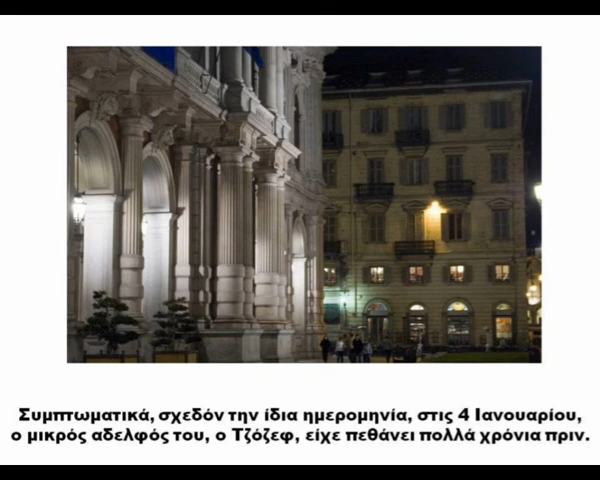 Συμπτωματικά, σχεδόν την ίδια ημερομηνία, στις 4 Ιανουαρίου,
ο μικρός αδελφός του, ο Τζόζεφ, είχε πεθάνει πολλά χρόνια πριν.